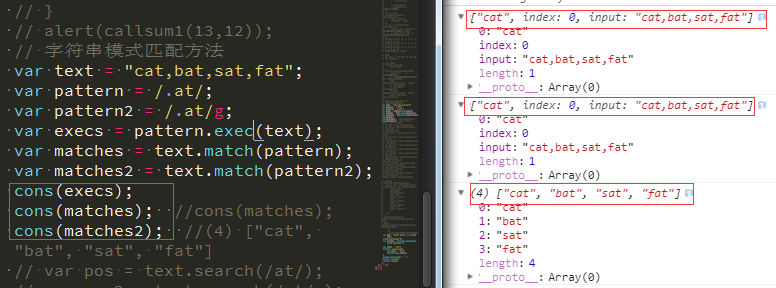 // }
// alert(callsum1(13,12));
// 字符串模式匹配方法
var text = "cat,bat,sat,fat";
var pattern = /.at/;
var pattern2 = /.at/g;
var execs = pattern.exec(text);
var matches = text.match(pattern);
var matches2 = text.match(pattern2);
cons(execs);
cons(matches); //cons(matches);
cons(matches2); //(4) ["cat",
"bat", "sat", "fat"]
// var pos = text.search(/at/);
["cat", index: 0, input: "cat,bat,sat,fat"]
0: "cat"
index: 0
input: "cat,bat,sat,fat"
length: 1
__proto__: Array(0)
["cat", index: 0, input: "cat,bat,sat,fat"]
0: "cat"
index: 0
input: "cat,bat,sat,fat"
length: 1
__proto__: Array(0)
(4) ["cat", "bat", "sat", "fat"]
0: "cat"
1: "bat"
2: "sat"
3: "fat"
length: 4
__proto__: Array(0)